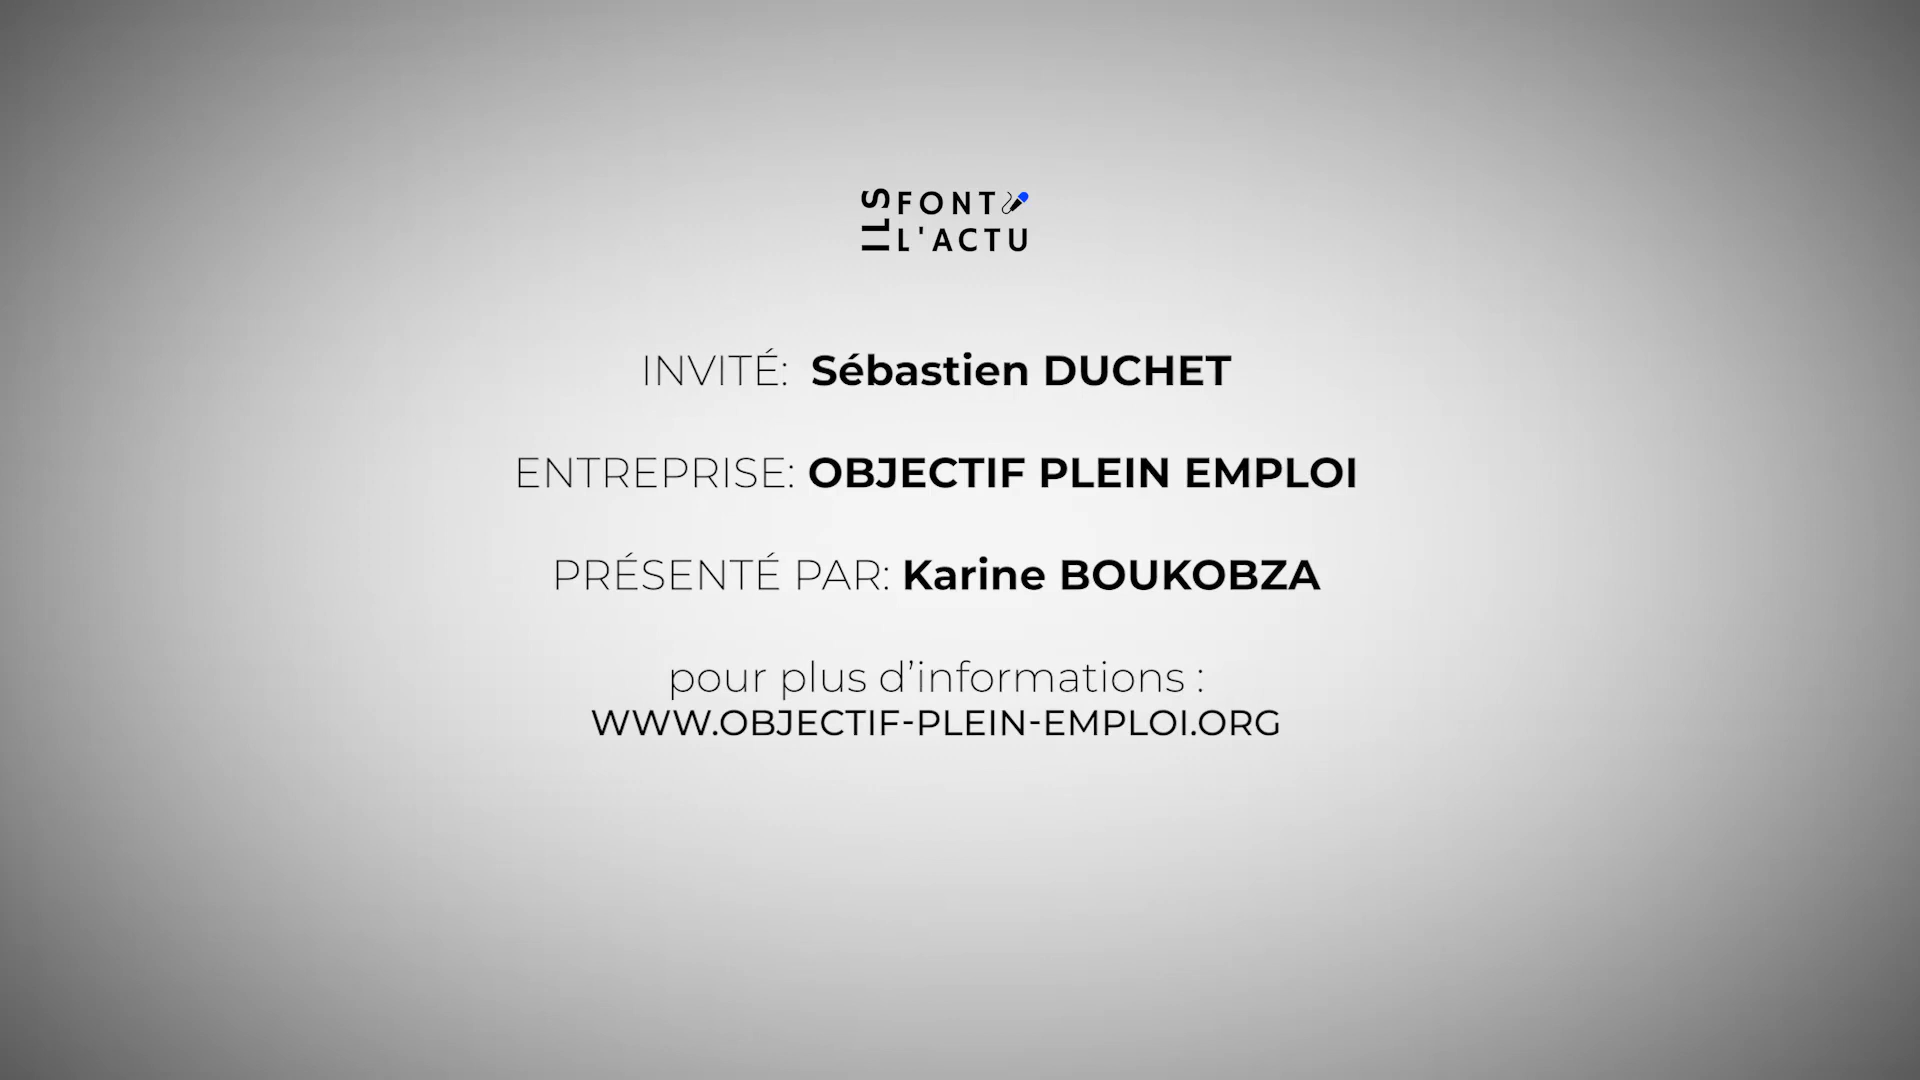 ILS FONT
L'ACTU
INVITÉ: Sébastien DUCHET
ENTREPRISE: OBJECTIF PLEIN EMPLOI
PRÉSENTÉ PAR: Karine BOUKOBZA
pour plus d’informations :
WWW.OBJECTIF-PLEIN-EMPLOI.ORG